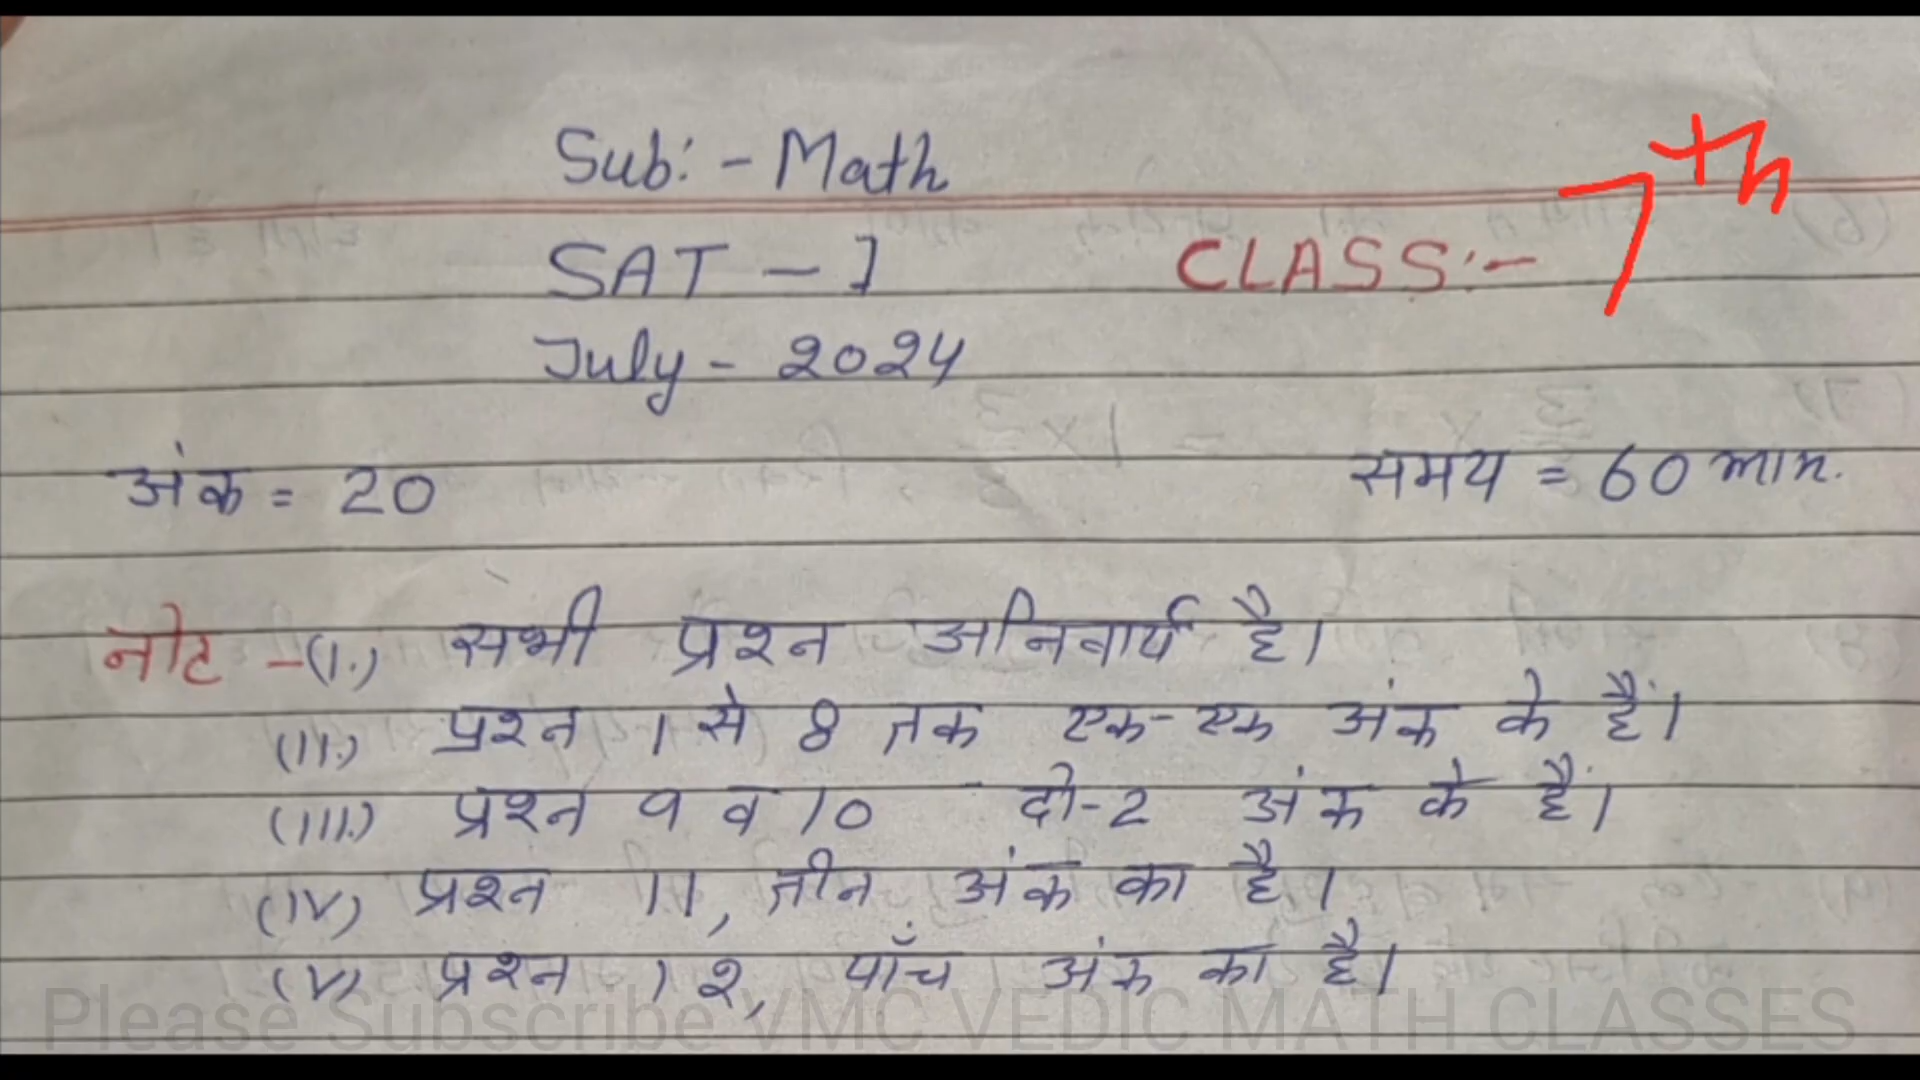 Sub:- Math
SAT - I CLASS:- 7th
July - 2024
अंक = 20 समय = 60 min.
नोट -(I.) सभी प्रश्न अनिवार्य है।
(II.) प्रश्न 1 से 8 तक एक-एक अंक के हैं।
(III.) प्रश्न 9 व 10 दो-2 अंक के हैं।
(IV) प्रश्न 11, तीन अंक का है।
(V) प्रश्न 12, पाँच अंक का है।
Please Subscribe VMC VEDIC MATH CLASSES